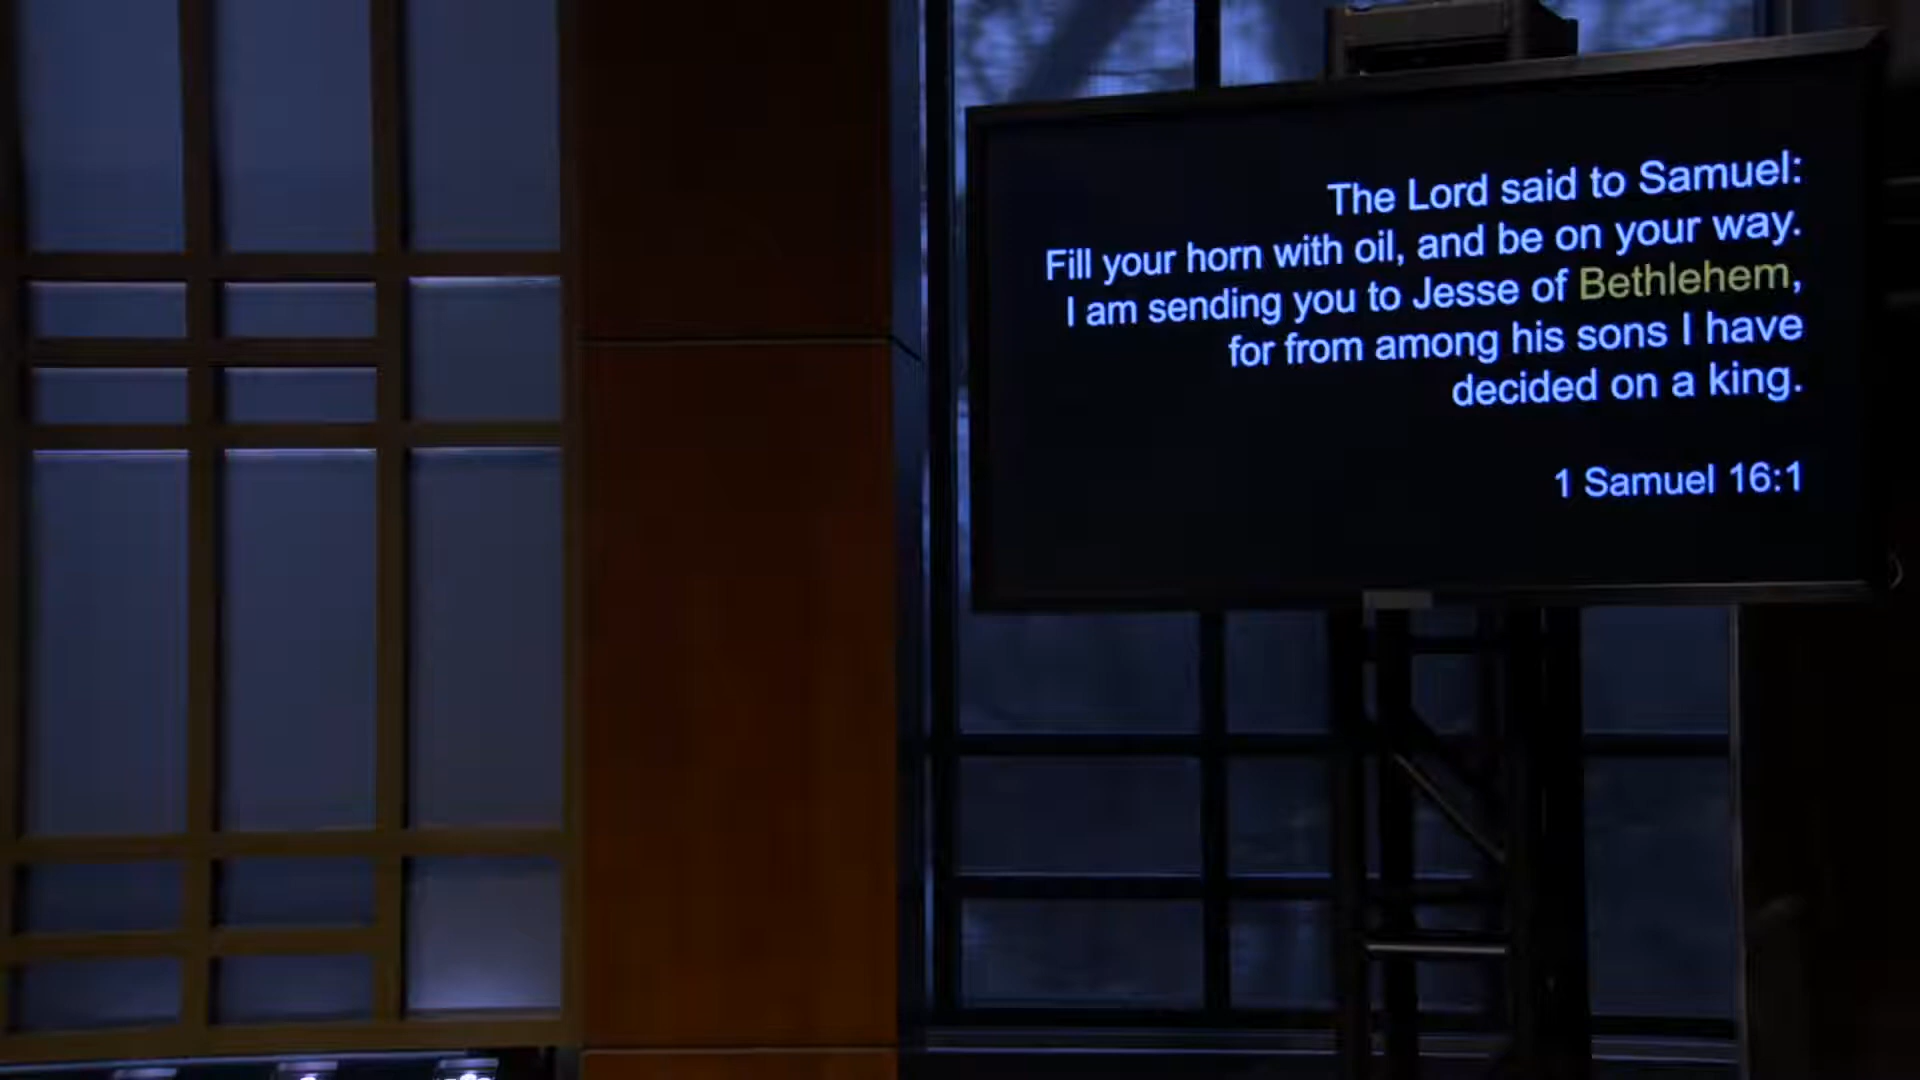 The Lord said to Samuel:
Fill your horn with oil, and be on your way.
I am sending you to Jesse of Bethlehem,
for from among his sons I have
decided on a king.
1 Samuel 16:1